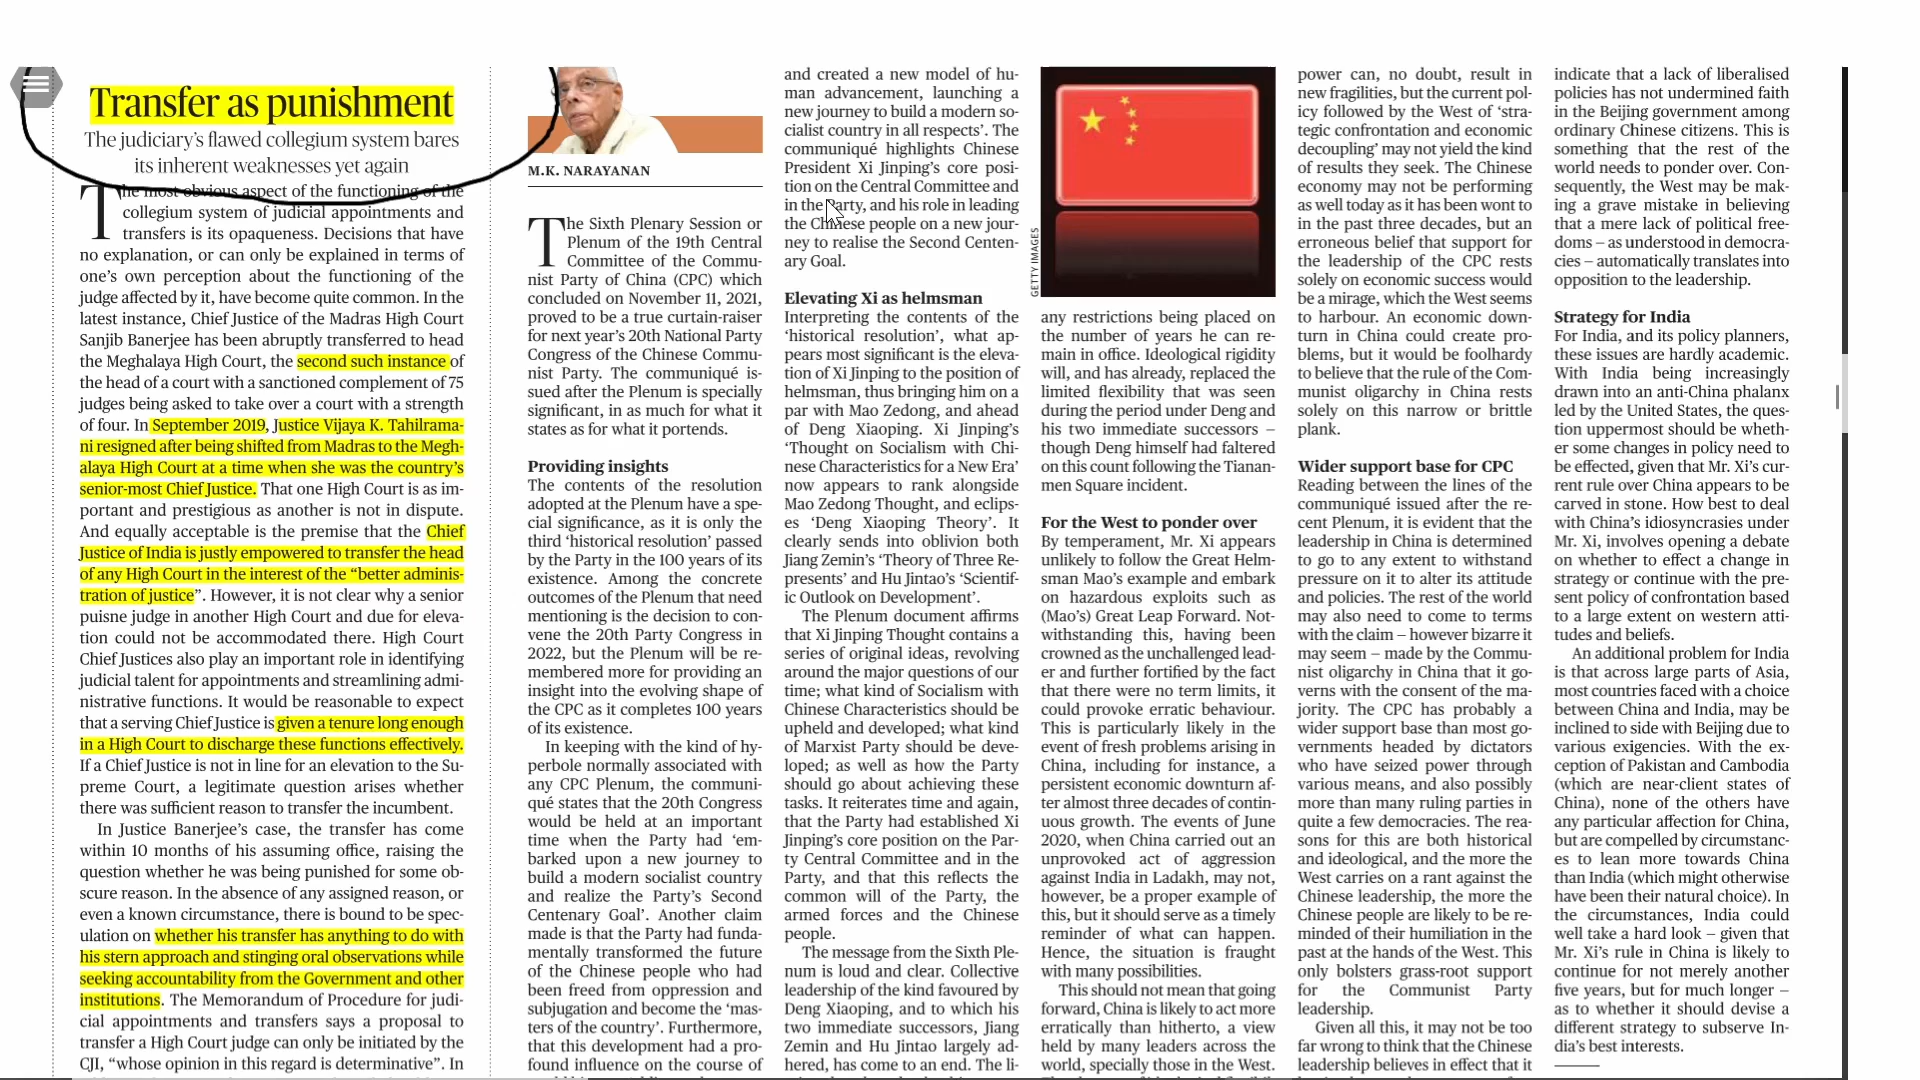 Transfer as punishment
The judiciary's flawed collegium system bares
its inherent weaknesses yet again
The most obvious aspect of the functioning of the
collegium system of judicial appointments and
transfers is its opaqueness. Decisions that have
no explanation, or can only be explained in terms of
one's own perception about the functioning of the
judge affected by it, have become quite common. In the
latest instance, Chief Justice of the Madras High Court
Sanjib Banerjee has been abruptly transferred to head
the Meghalaya High Court, the second such instance of
the head of a court with a sanctioned complement of 75
judges being asked to take over a court with a strength
of four. In September 2019, Justice Vijaya K. Tahilrama-
ni resigned after being shifted from Madras to the Megh-
alaya High Court at a time when she was the country's
senior-most Chief Justice. That one High Court is as im-
portant and prestigious as another is not in dispute.
And equally acceptable is the premise that the Chief
Justice of India is justly empowered to transfer the head
of any High Court in the interest of the “better adminis-
tration of justice”. However, it is not clear why a senior
puisne judge in another High Court and due for eleva-
tion could not be accommodated there. High Court
Chief Justices also play an important role in identifying
judicial talent for appointments and streamlining admi-
nistrative functions. It would be reasonable to expect
that a serving Chief Justice is given a tenure long enough
in a High Court to discharge these functions effectively.
If a Chief Justice is not in line for an elevation to the Su-
preme Court, a legitimate question arises whether
there was sufficient reason to transfer the incumbent.
In Justice Banerjee's case, the transfer has come
within 10 months of his assuming office, raising the
question whether he was being punished for some ob-
scure reason. In the absence of any assigned reason, or
even a known circumstance, there is bound to be spec-
ulation on whether his transfer has anything to do with
his stern approach and stinging oral observations while
seeking accountability from the Government and other
institutions. The Memorandum of Procedure for judi-
cial appointments and transfers says a proposal to
transfer a High Court judge can only be initiated by the
CJI, “whose opinion in this regard is determinative”. In
M.K. NARAYANAN
The Sixth Plenary Session or
Plenum of the 19th Central
Committee of the Commu-
nist Party of China (CPC) which
concluded on November 11, 2021,
proved to be a true curtain-raiser
for next year's 20th National Party
Congress of the Chinese Commu-
nist Party. The communiqué is-
sued after the Plenum is specially
significant, in as much for what it
states as for what it portends.
Providing insights
The contents of the resolution
adopted at the Plenum have a spe-
cial significance, as it is only the
third ‘historical resolution’ passed
by the Party in the 100 years of its
existence. Among the concrete
outcomes of the Plenum that need
mentioning is the decision to con-
vene the 20th Party Congress in
2022, but the Plenum will be re-
membered more for providing an
insight into the evolving shape of
the CPC as it completes 100 years
of its existence.
In keeping with the kind of hy-
perbole normally associated with
any CPC Plenum, the communi-
qué states that the 20th Congress
would be held at an important
time when the Party had ‘em-
barked upon a new journey to
build a modern socialist country
and realize the Party's Second
Centenary Goal’. Another claim
made is that the Party had funda-
mentally transformed the future
of the Chinese people who had
been freed from oppression and
subjugation and become the ‘mas-
ters of the country’. Furthermore,
that this development had a pro-
found influence on the course of
and created a new model of hu-
man advancement, launching a
new journey to build a modern so-
cialist country in all respects’. The
communiqué highlights Chinese
President Xi Jinping's core posi-
tion on the Central Committee and
in the Party, and his role in leading
the Chinese people on a new jour-
ney to realise the Second Centen-
ary Goal.
Elevating Xi as helmsman
Interpreting the contents of the
‘historical resolution’, what ap-
pears most significant is the eleva-
tion of Xi Jinping to the position of
helmsman, thus bringing him on a
par with Mao Zedong, and ahead
of Deng Xiaoping. Xi Jinping's
‘Thought on Socialism with Chi-
nese Characteristics for a New Era’
now appears to rank alongside
Mao Zedong Thought, and eclips-
es ‘Deng Xiaoping Theory’. It
clearly sends into oblivion both
Jiang Zemin's ‘Theory of Three Re-
presents’ and Hu Jintao's ‘Scientif-
ic Outlook on Development’.
The Plenum document affirms
that Xi Jinping Thought contains a
series of original ideas, revolving
around the major questions of our
time; what kind of Socialism with
Chinese Characteristics should be
upheld and developed; what kind
of Marxist Party should be deve-
loped; as well as how the Party
should go about achieving these
tasks. It reiterates time and again,
that the Party had established Xi
Jinping's core position on the Par-
ty Central Committee and in the
Party, and that this reflects the
common will of the Party, the
armed forces and the Chinese
people.
The message from the Sixth Ple-
num is loud and clear. Collective
leadership of the kind favoured by
Deng Xiaoping, and to which his
two immediate successors, Jiang
Zemin and Hu Jintao largely ad-
hered, has come to an end. The li-
GETTY IMAGES
any restrictions being placed on
the number of years he can re-
main in office. Ideological rigidity
will, and has already, replaced the
limited flexibility that was seen
during the period under Deng and
his two immediate successors –
though Deng himself had faltered
on this count following the Tianan-
men Square incident.
For the West to ponder over
By temperament, Mr. Xi appears
unlikely to follow the Great Helm-
sman Mao's example and embark
on hazardous exploits such as
(Mao's) Great Leap Forward. Not-
withstanding this, having been
crowned as the unchallenged lead-
er and further fortified by the fact
that there were no term limits, it
could provoke erratic behaviour.
This is particularly likely in the
event of fresh problems arising in
China, including for instance, a
persistent economic downturn af-
ter almost three decades of contin-
uous growth. The events of June
2020, when China carried out an
unprovoked act of aggression
against India in Ladakh, may not,
however, be a proper example of
this, but it should serve as a timely
reminder of what can happen.
Hence, the situation is fraught
with many possibilities.
This should not mean that going
forward, China is likely to act more
erratically than hitherto, a view
held by many leaders across the
world, specially those in the West.
power can, no doubt, result in
new fragilities, but the current pol-
icy followed by the West of ‘stra-
tegic confrontation and economic
decoupling’ may not yield the kind
of results they seek. The Chinese
economy may not be performing
as well today as it has been wont to
in the past three decades, but an
erroneous belief that support for
the leadership of the CPC rests
solely on economic success would
be a mirage, which the West seems
to harbour. An economic down-
turn in China could create pro-
blems, but it would be foolhardy
to believe that the rule of the Com-
munist oligarchy in China rests
solely on this narrow or brittle
plank.
Wider support base for CPC
Reading between the lines of the
communiqué issued after the re-
cent Plenum, it is evident that the
leadership in China is determined
to go to any extent to withstand
pressure on it to alter its attitude
and policies. The rest of the world
may also need to come to terms
with the claim – however bizarre it
may seem – made by the Commu-
nist oligarchy in China that it go-
verns with the consent of the ma-
jority. The CPC has probably a
wider support base than most go-
vernments headed by dictators
who have seized power through
various means, and also possibly
more than many ruling parties in
quite a few democracies. The rea-
sons for this are both historical
and ideological, and the more the
West carries on a rant against the
Chinese leadership, the more the
Chinese people are likely to be re-
minded of their humiliation in the
past at the hands of the West. This
only bolsters grass-root support
for the Communist Party
leadership.
Given all this, it may not be too
far wrong to think that the Chinese
leadership believes in effect that it
indicate that a lack of liberalised
policies has not undermined faith
in the Beijing government among
ordinary Chinese citizens. This is
something that the rest of the
world needs to ponder over. Con-
sequently, the West may be mak-
ing a grave mistake in believing
that a mere lack of political free-
doms – as understood in democra-
cies – automatically translates into
opposition to the leadership.
Strategy for India
For India, and its policy planners,
these issues are hardly academic.
With India being increasingly
drawn into an anti-China phalanx
led by the United States, the ques-
tion uppermost should be wheth-
er some changes in policy need to
be effected, given that Mr. Xi's cur-
rent rule over China appears to be
carved in stone. How best to deal
with China's idiosyncrasies under
Mr. Xi, involves opening a debate
on whether to effect a change in
strategy or continue with the pre-
sent policy of confrontation based
to a large extent on western atti-
tudes and beliefs.
An additional problem for India
is that across large parts of Asia,
most countries faced with a choice
between China and India, may be
inclined to side with Beijing due to
various exigencies. With the ex-
ception of Pakistan and Cambodia
(which are near-client states of
China), none of the others have
any particular affection for China,
but are compelled by circumstanc-
es to lean more towards China
than India (which might otherwise
have been their natural choice). In
the circumstances, India could
well take a hard look – given that
Mr. Xi's rule in China is likely to
continue for not merely another
five years, but for much longer –
as to whether it should devise a
different strategy to subserve In-
dia's best interests.